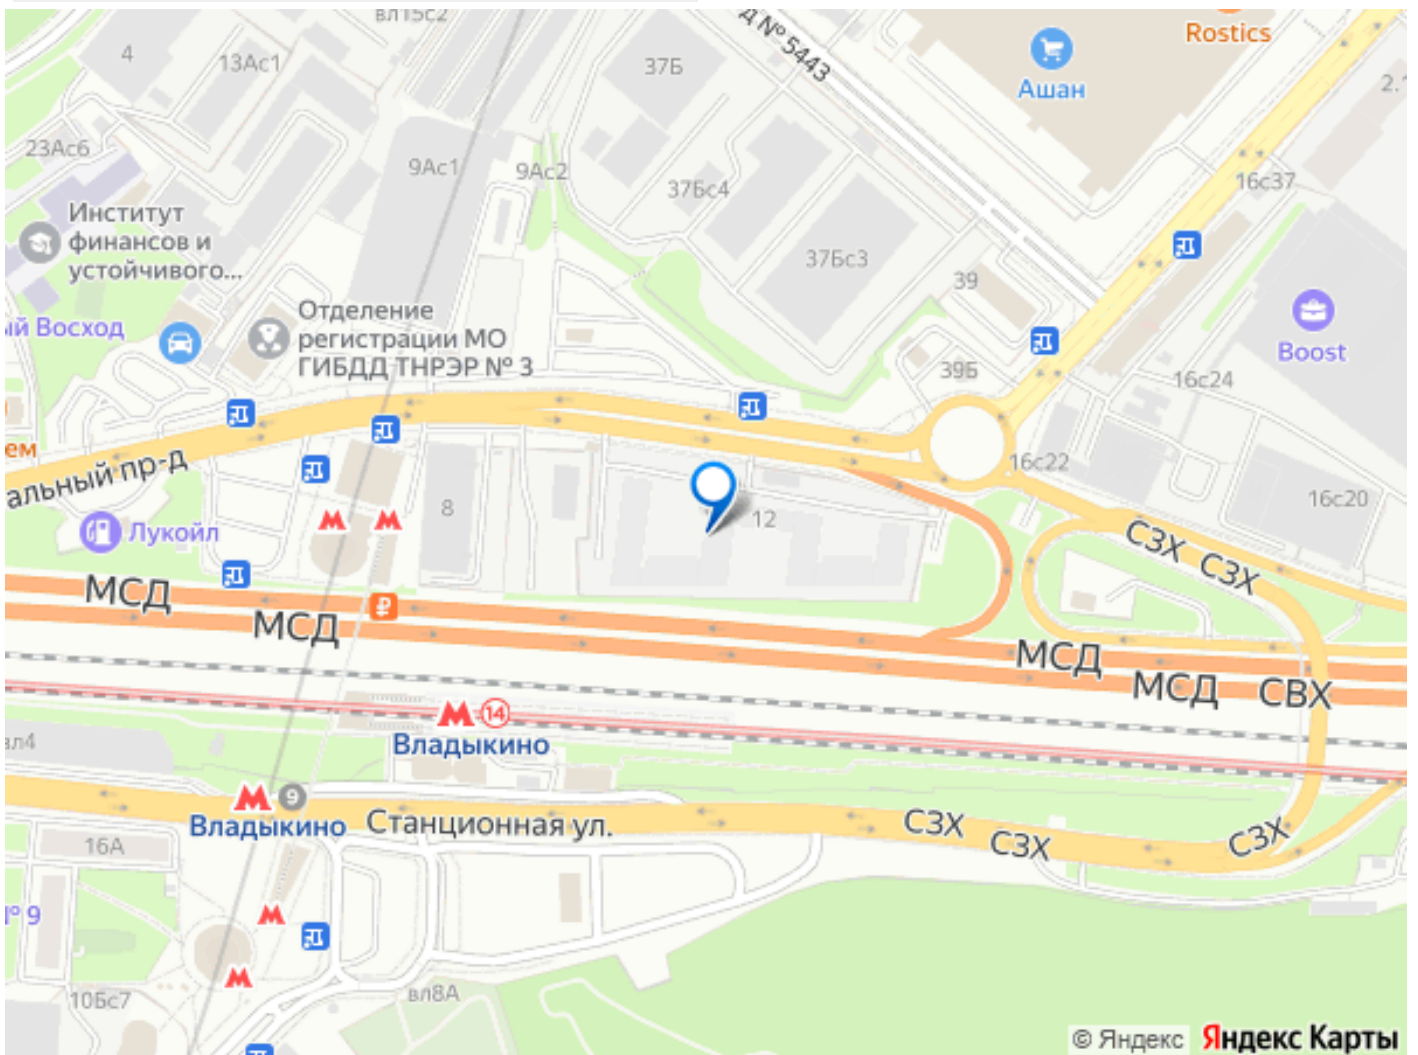 вл15с2
д № 5443
Rostics
4
13Ас1
37Б
Ашан
2.1
23Ас6
9Ас1
9Ас2
37Бс4
16с37
Институт
финансов и
устойчивого...
37Бс3
39
ый Восход
Отделение
регистрации МО
ГИБДД ТНРЭР № 3
Boost
39Б
16с24
ем
альный пр-д
16с22
8
12
16с20
Лукойл
СЗХ
СЗХ
МСД
МСД
МСД
МСД
СВХ
14
Владыкино
вл4
9
Владыкино
Станционная ул.
СЗХ
СЗХ
СЗХ
16А
№ 9
10Бс7
вл8А
© Яндекс
Яндекс Карты